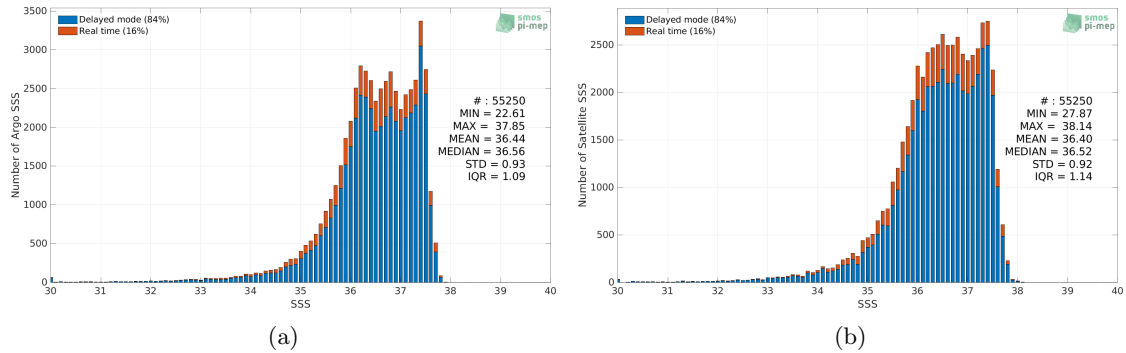 Delayed mode (84%)
Real time (16%)
smos
pi-mep
3500
3000
2500
2000
1500
1000
500
0
Number of Argo SSS
# : 55250
MIN = 22.61
MAX = 37.85
MEAN = 36.44
MEDIAN = 36.56
STD = 0.93
IQR = 1.09
30 31 32 33 34 35 36 37 38 39 40
SSS
(a)
Delayed mode (84%)
Real time (16%)
smos
pi-mep
2500
2000
1500
1000
500
0
Number of Satellite SSS
# : 55250
MIN = 27.87
MAX = 38.14
MEAN = 36.40
MEDIAN = 36.52
STD = 0.92
IQR = 1.14
30 31 32 33 34 35 36 37 38 39 40
SSS
(b)